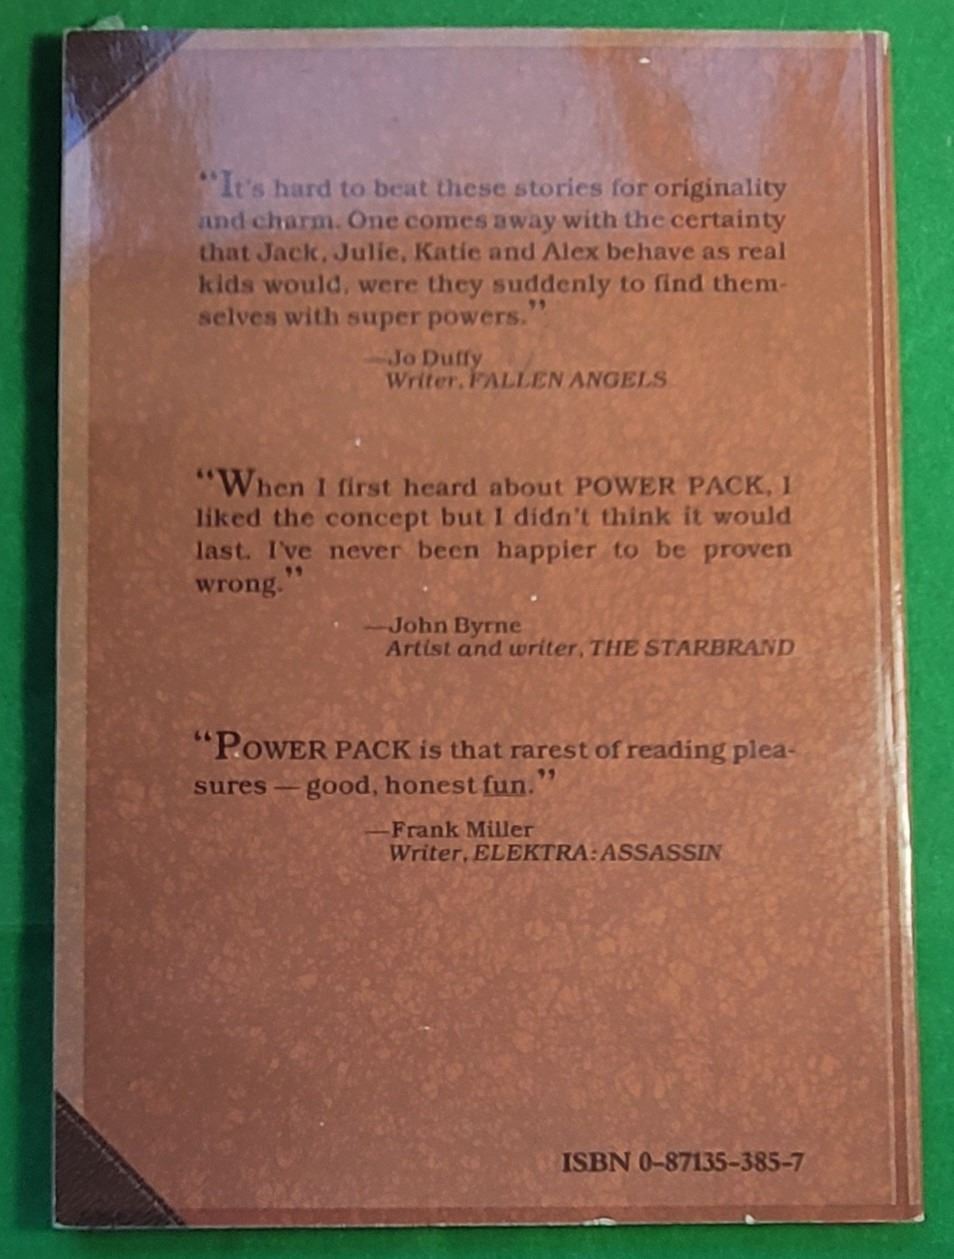 “It's hard to beat these stories for originality
and charm. One comes away with the certainty
that Jack, Julie, Katie and Alex behave as real
kids would, were they suddenly to find them-
selves with super powers.”
—Jo Duffy
Writer, FALLEN ANGELS
“When I first heard about POWER PACK, I
liked the concept but I didn't think it would
last. I've never been happier to be proven
wrong.”
—John Byrne
Artist and writer, THE STARBRAND
“POWER PACK is that rarest of reading plea-
sures — good, honest fun.”
—Frank Miller
Writer, ELEKTRA: ASSASSIN
ISBN 0-87135-385-7